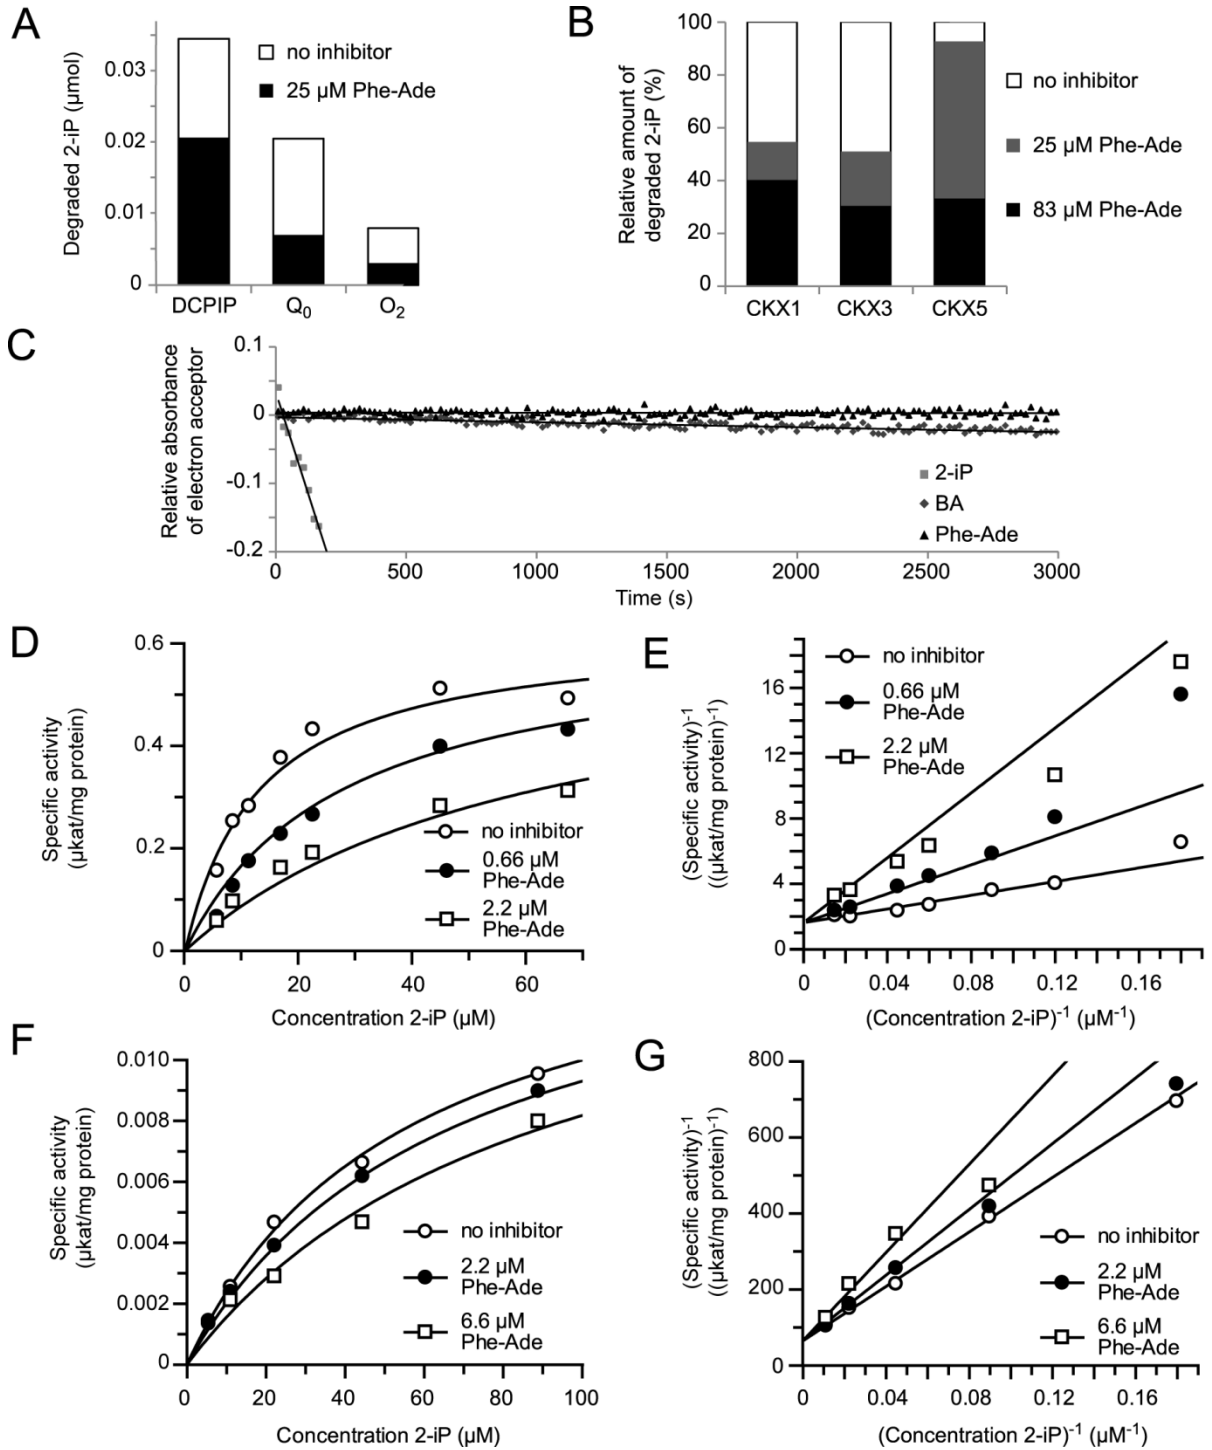 A
Degraded 2-iP (µmol)
0.03
0.02
0.01
0
no inhibitor
25 µM Phe-Ade
DCPIP Q0 O2
B
Relative amount of
degraded 2-iP (%)
100
80
60
40
20
0
no inhibitor
25 µM Phe-Ade
83 µM Phe-Ade
CKX1 CKX3 CKX5
C
Relative absorbance
of electron acceptor
0.1
0
-0.1
-0.2
2-iP
BA
Phe-Ade
0 500 1000 1500 2000 2500 3000
Time (s)
D
Specific activity
(µkat/mg protein)
0.6
0.4
0.2
0
no inhibitor
0.66 µM
Phe-Ade
2.2 µM
Phe-Ade
0 20 40 60
Concentration 2-iP (µM)
E
(Specific activity)-1
((µkat/mg protein)-1)
16
12
8
4
0
no inhibitor
0.66 µM
Phe-Ade
2.2 µM
Phe-Ade
0 0.04 0.08 0.12 0.16
(Concentration 2-iP)-1 (µM-1)
F
Specific activity
(µkat/mg protein)
0.010
0.008
0.006
0.004
0.002
0
no inhibitor
2.2 µM
Phe-Ade
6.6 µM
Phe-Ade
0 20 40 60 80 100
Concentration 2-iP (µM)
G
(Specific activity)-1
((µkat/mg protein)-1)
800
600
400
200
0
no inhibitor
2.2 µM
Phe-Ade
6.6 µM
Phe-Ade
0 0.04 0.08 0.12 0.16
(Concentration 2-iP)-1 (µM-1)